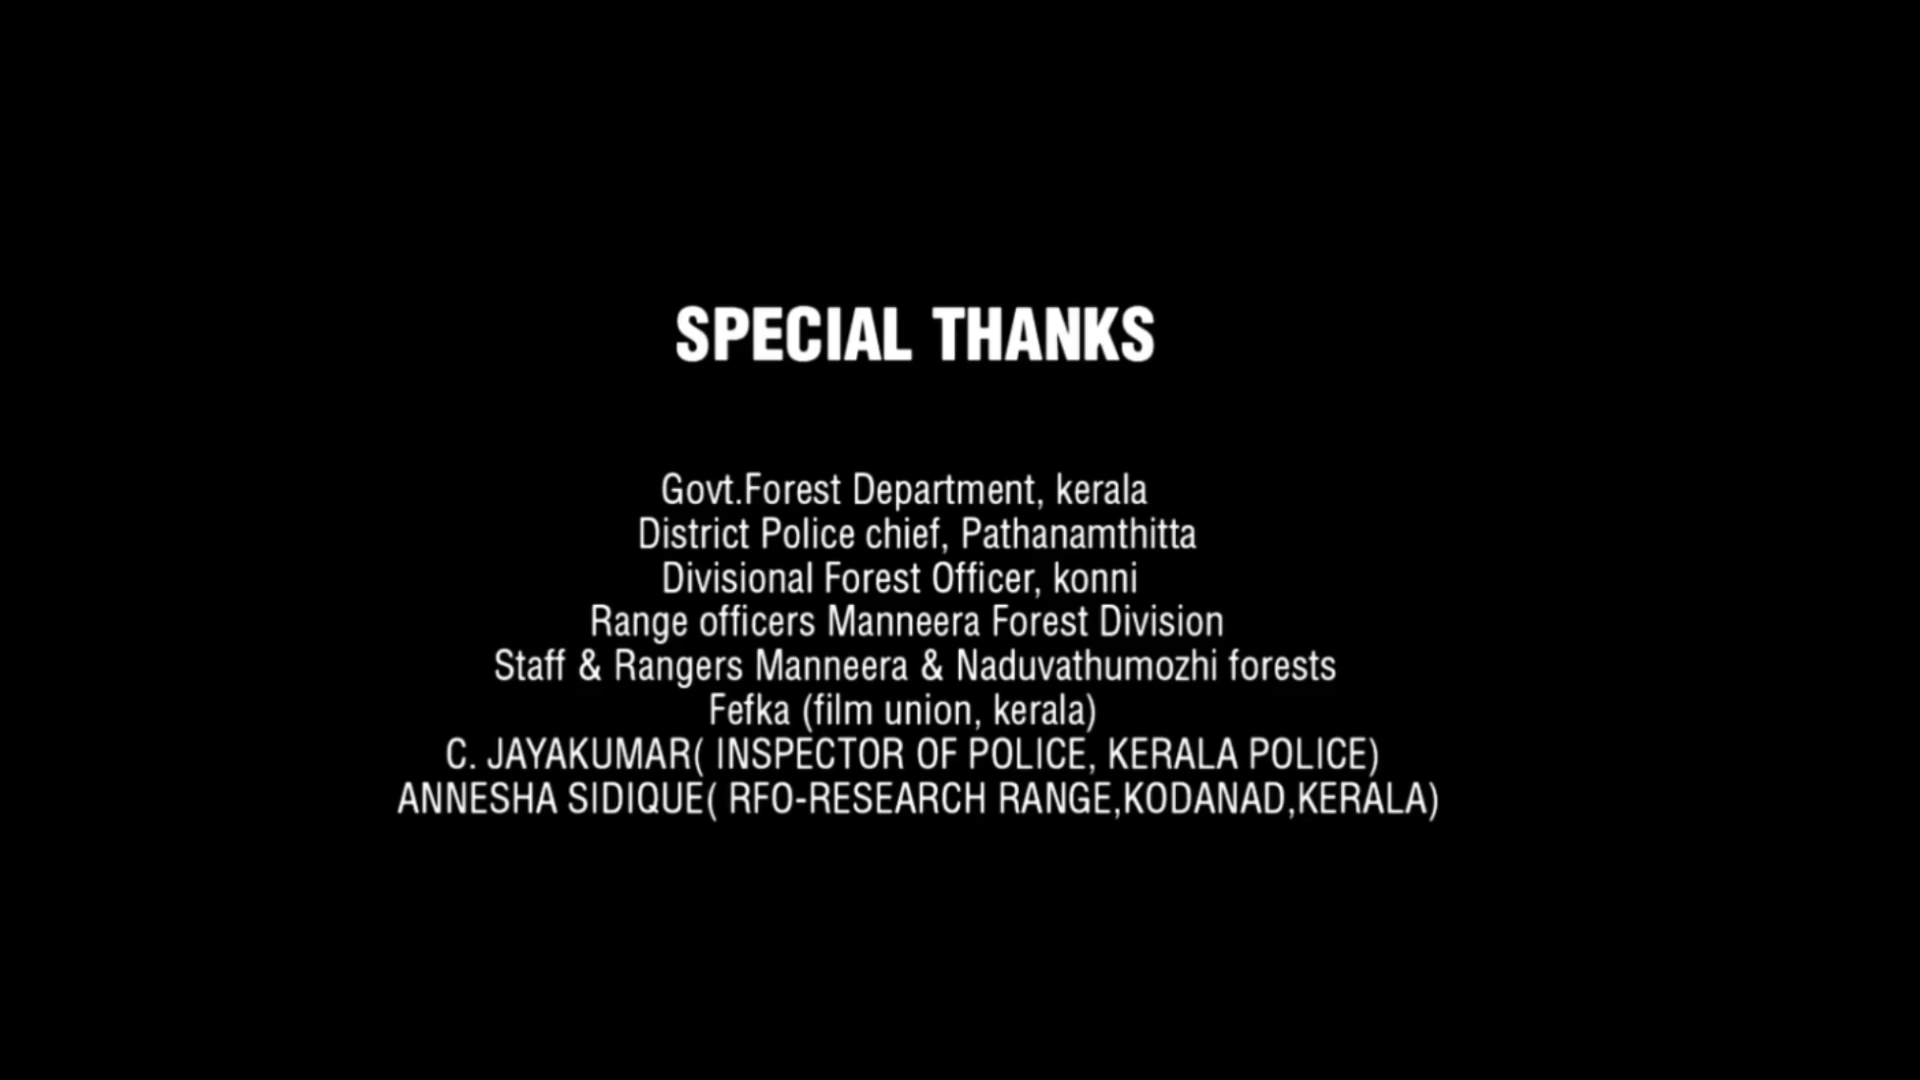 SPECIAL THANKS
Govt.Forest Department, kerala
District Police chief, Pathanamthitta
Divisional Forest Officer, konni
Range officers Manneera Forest Division
Staff & Rangers Manneera & Naduvathumozhi forests
Fefka (film union, kerala)
C. JAYAKUMAR( INSPECTOR OF POLICE, KERALA POLICE)
ANNESHA SIDIQUE( RFO-RESEARCH RANGE,KODANAD,KERALA)